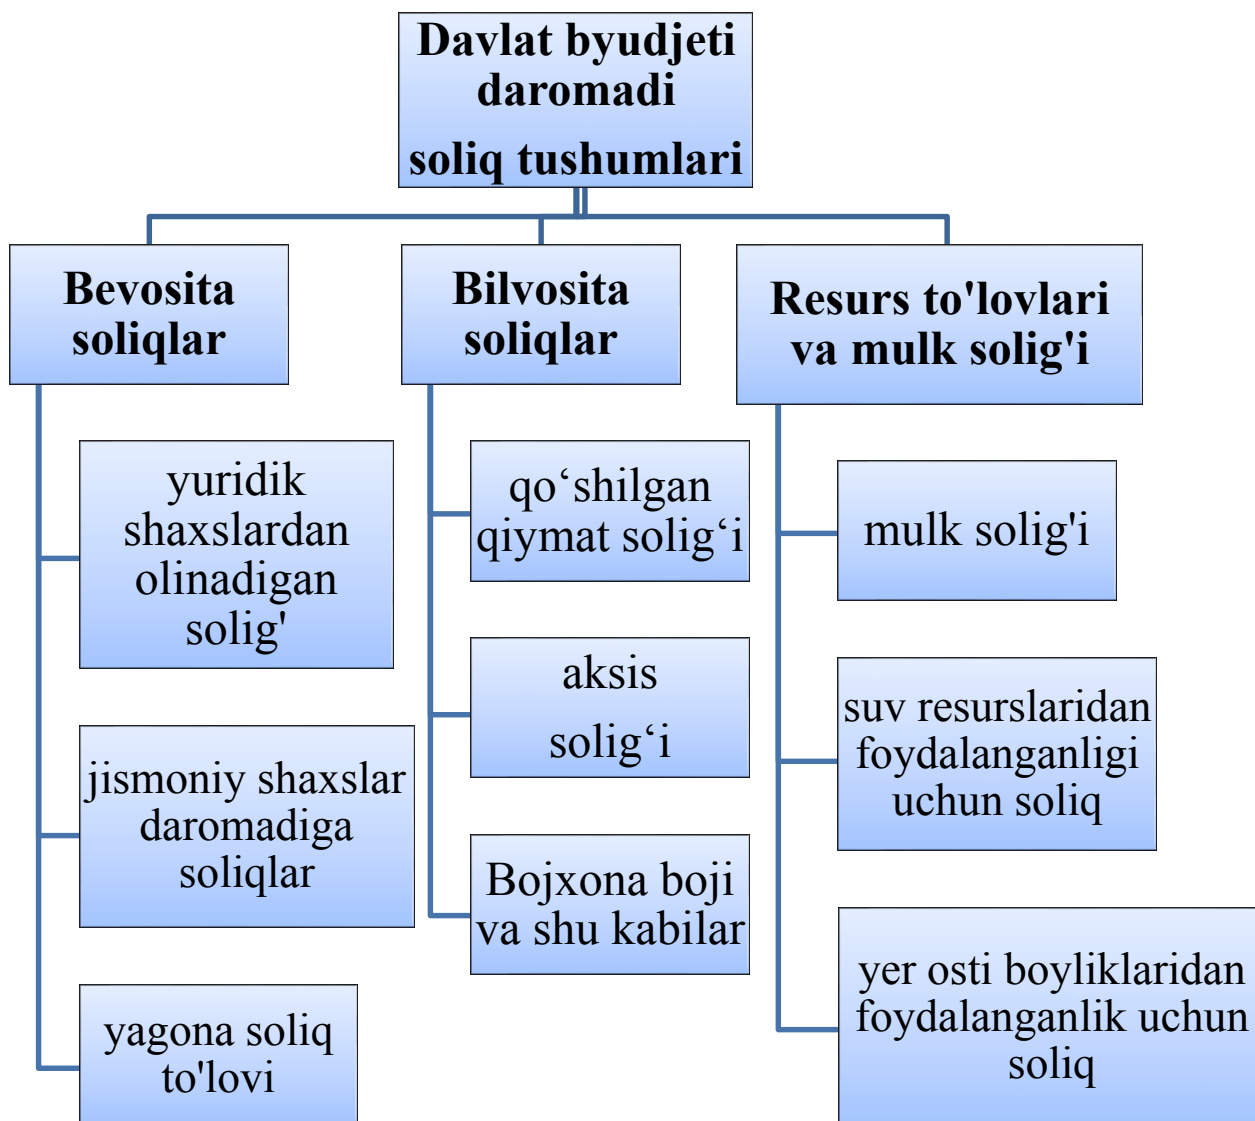 Davlat byudjeti
daromadi
soliq tushumlari
Bevosita
soliqlar
yuridik
shaxslardan
olinadigan
solig'
jismoniy shaxslar
daromadiga
soliqlar
yagona soliq
to'lovi
Bilvosita
soliqlar
qo‘shilgan
qiymat solig‘i
aksis
solig‘i
Bojxona boji
va shu kabilar
Resurs to'lovlari
va mulk solig'i
mulk solig'i
suv resurslaridan
foydalanganligi
uchun soliq
yer osti boyliklaridan
foydalanganlik uchun
soliq